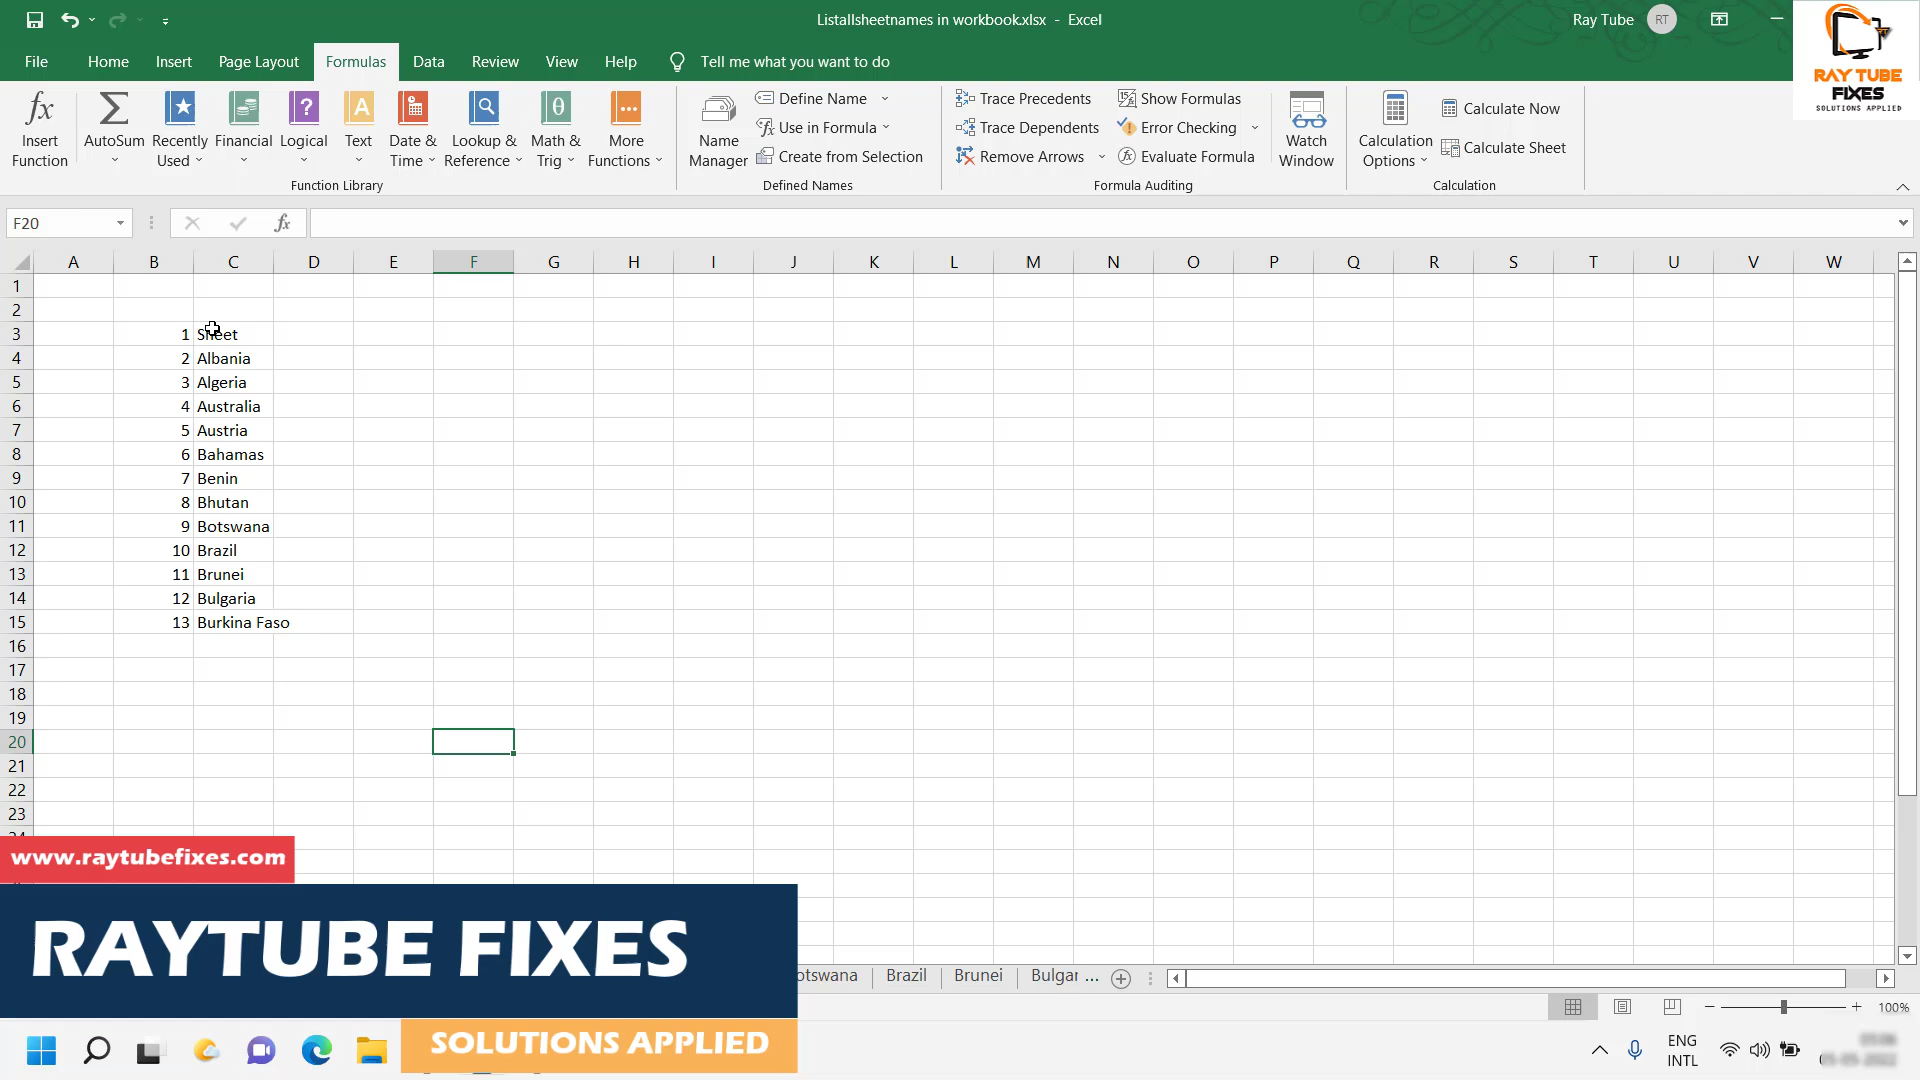 Listallsheetnames in workbook.xlsx - Excel
Ray Tube RT
RAY TUBE
FIXES
SOLUTIONS APPLIED
File Home Insert Page Layout Formulas Data Review View Help Tell me what you want to do
Insert Function
AutoSum
Recently Used
Financial
Logical
Text
Date & Time
Lookup & Reference
Math & Trig
More Functions
Function Library
Name Manager
Define Name
Use in Formula
Create from Selection
Defined Names
Trace Precedents
Trace Dependents
Remove Arrows
Show Formulas
Error Checking
Evaluate Formula
Formula Auditing
Watch Window
Calculation Options
Calculate Now
Calculate Sheet
Calculation
F20
fx
A B C D E F G H I J K L M N O P Q R S T U V W
1
2
3 1 Sheet
4 2 Albania
5 3 Algeria
6 4 Australia
7 5 Austria
8 6 Bahamas
9 7 Benin
10 8 Bhutan
11 9 Botswana
12 10 Brazil
13 11 Brunei
14 12 Bulgaria
15 13 Burkina Faso
16
17
18
19
20
21
22
23
www.raytubefixes.com
RAYTUBE FIXES
SOLUTIONS APPLIED
otswana Brazil Brunei Bulgar ...
100%
ENG
INTL